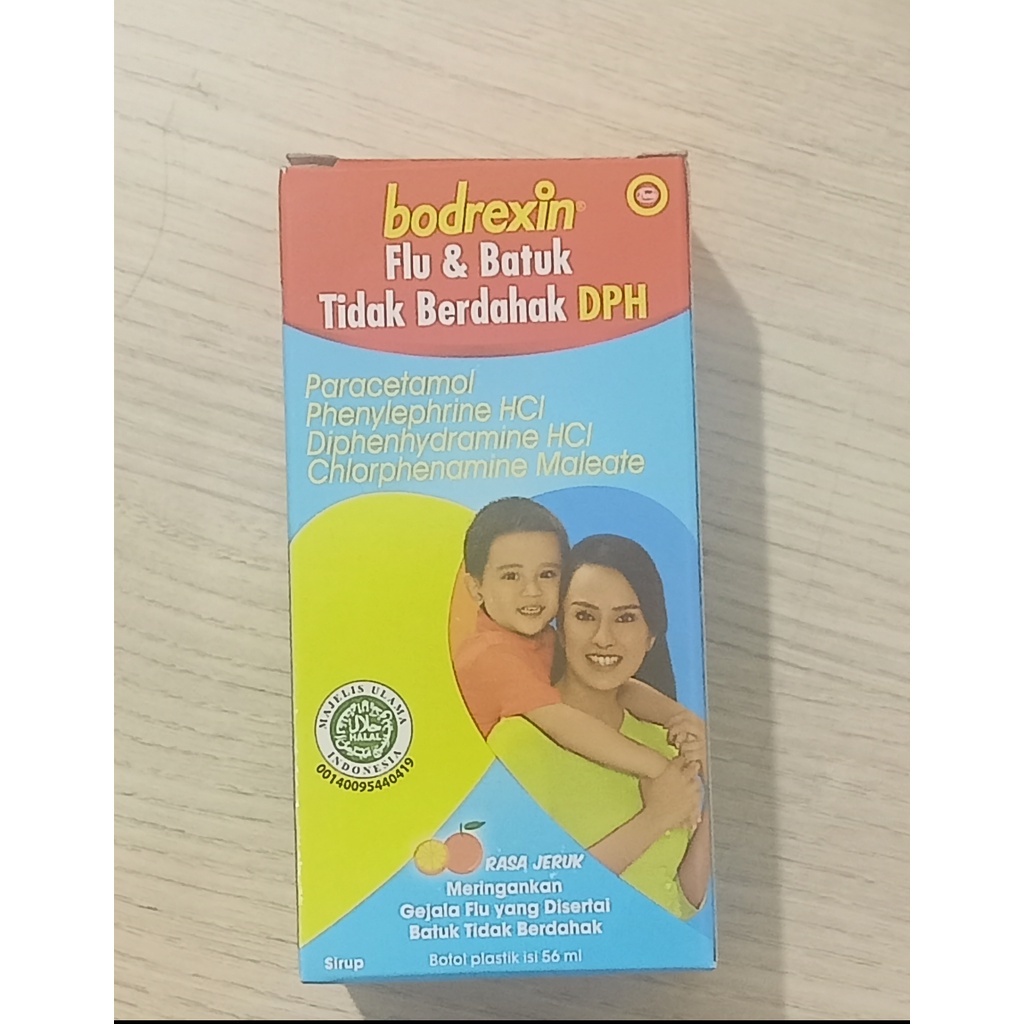 bodrexin®
Flu & Batuk
Tidak Berdahak DPH
Paracetamol
Phenylephrine HCl
Diphenhydramine HCl
Chlorphenamine Maleate
MAJELIS ULAMA
حلال
HALAL
INDONESIA
00140095440419
RASA JERUK
Meringankan
Gejala Flu yang Disertai
Batuk Tidak Berdahak
Sirup
Botol plastik isi 56 ml